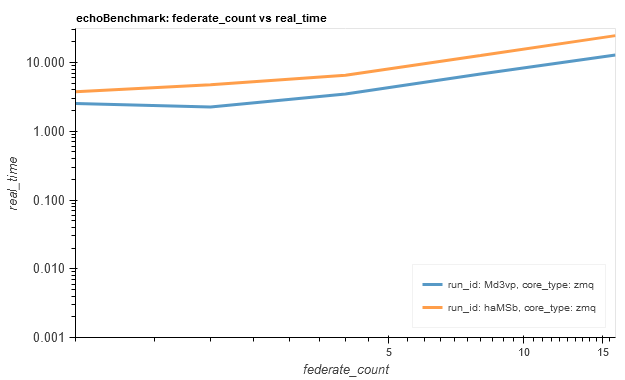 echoBenchmark: federate_count vs real_time
10.000
1.000
0.100
0.010
0.001
real_time
run_id: Md3vp, core_type: zmq
run_id: haMSb, core_type: zmq
5
10
15
federate_count